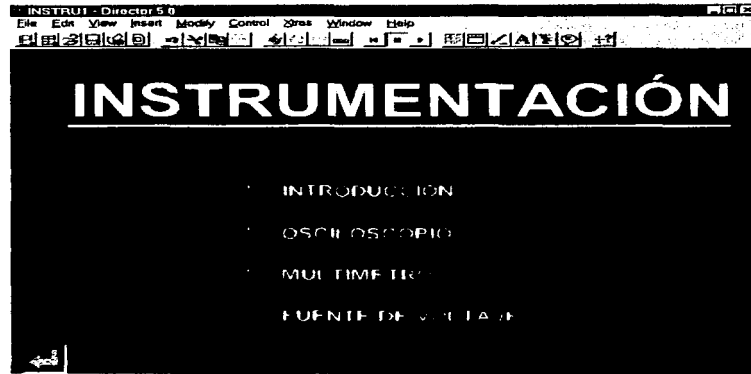 INSTRU1 - Director 5.0
File Edit View Insert Modify Control Xtras Window Help
INSTRUMENTACIÓN
INTRODUCCIÓN
OSCILOSCOPIO
MULTIMETRO
FUENTE DE VOLTAJE